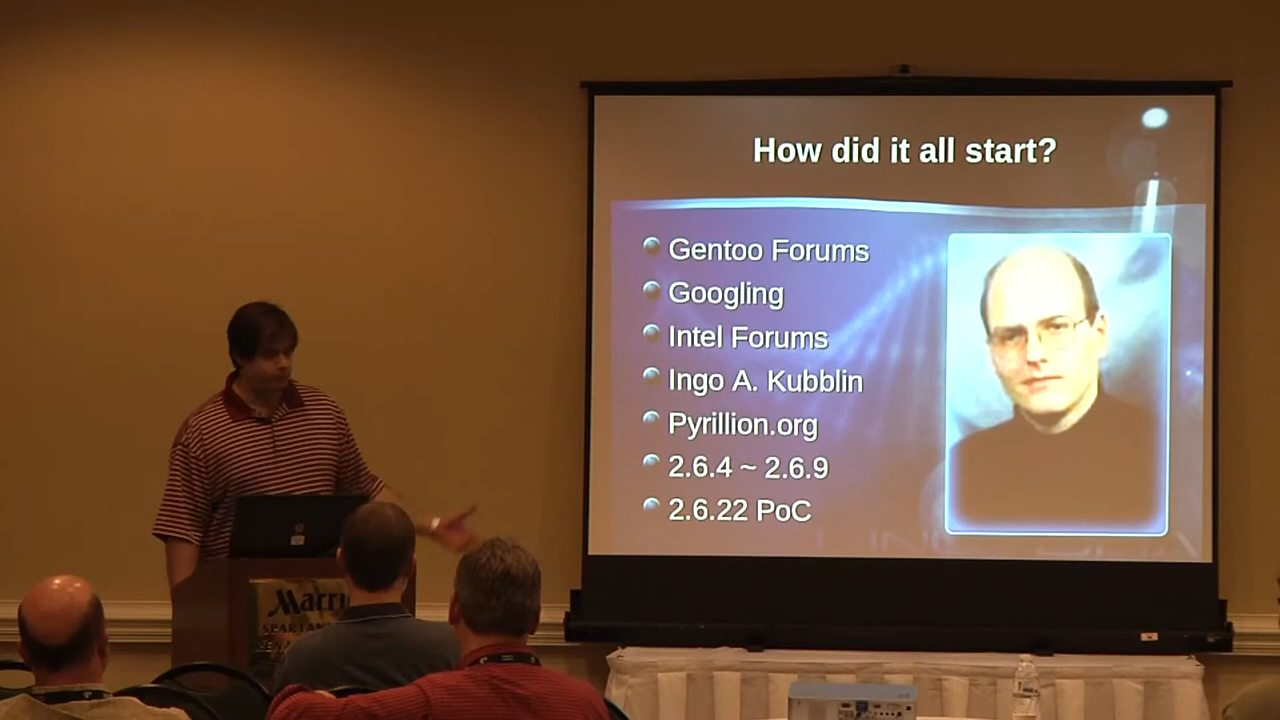 How did it all start?
Gentoo Forums
Googling
Intel Forums
Ingo A. Kubblin
Pyrillion.org
2.6.4 ~ 2.6.9
2.6.22 PoC